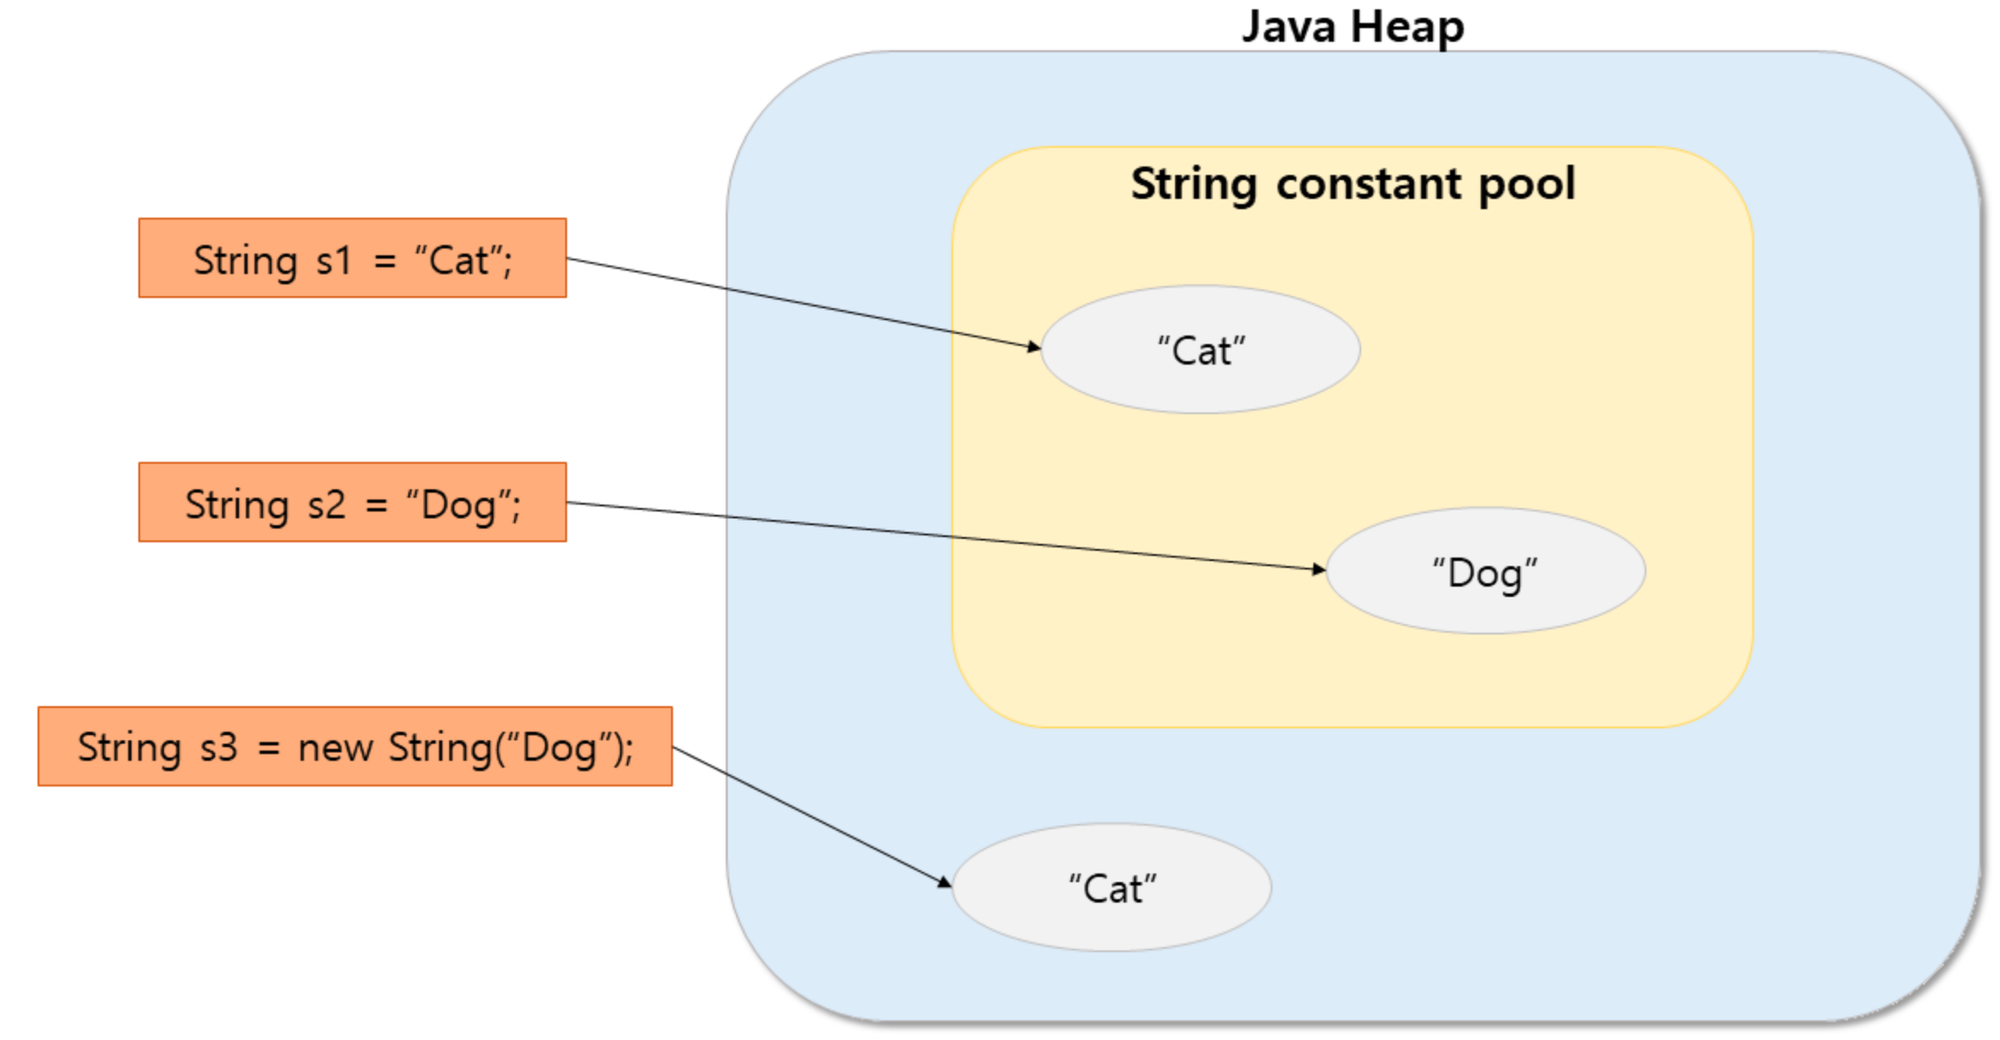 Java Heap
String constant pool
String s1 = “Cat”;
“Cat”
String s2 = “Dog”;
“Dog”
String s3 = new String(“Dog”);
“Cat”